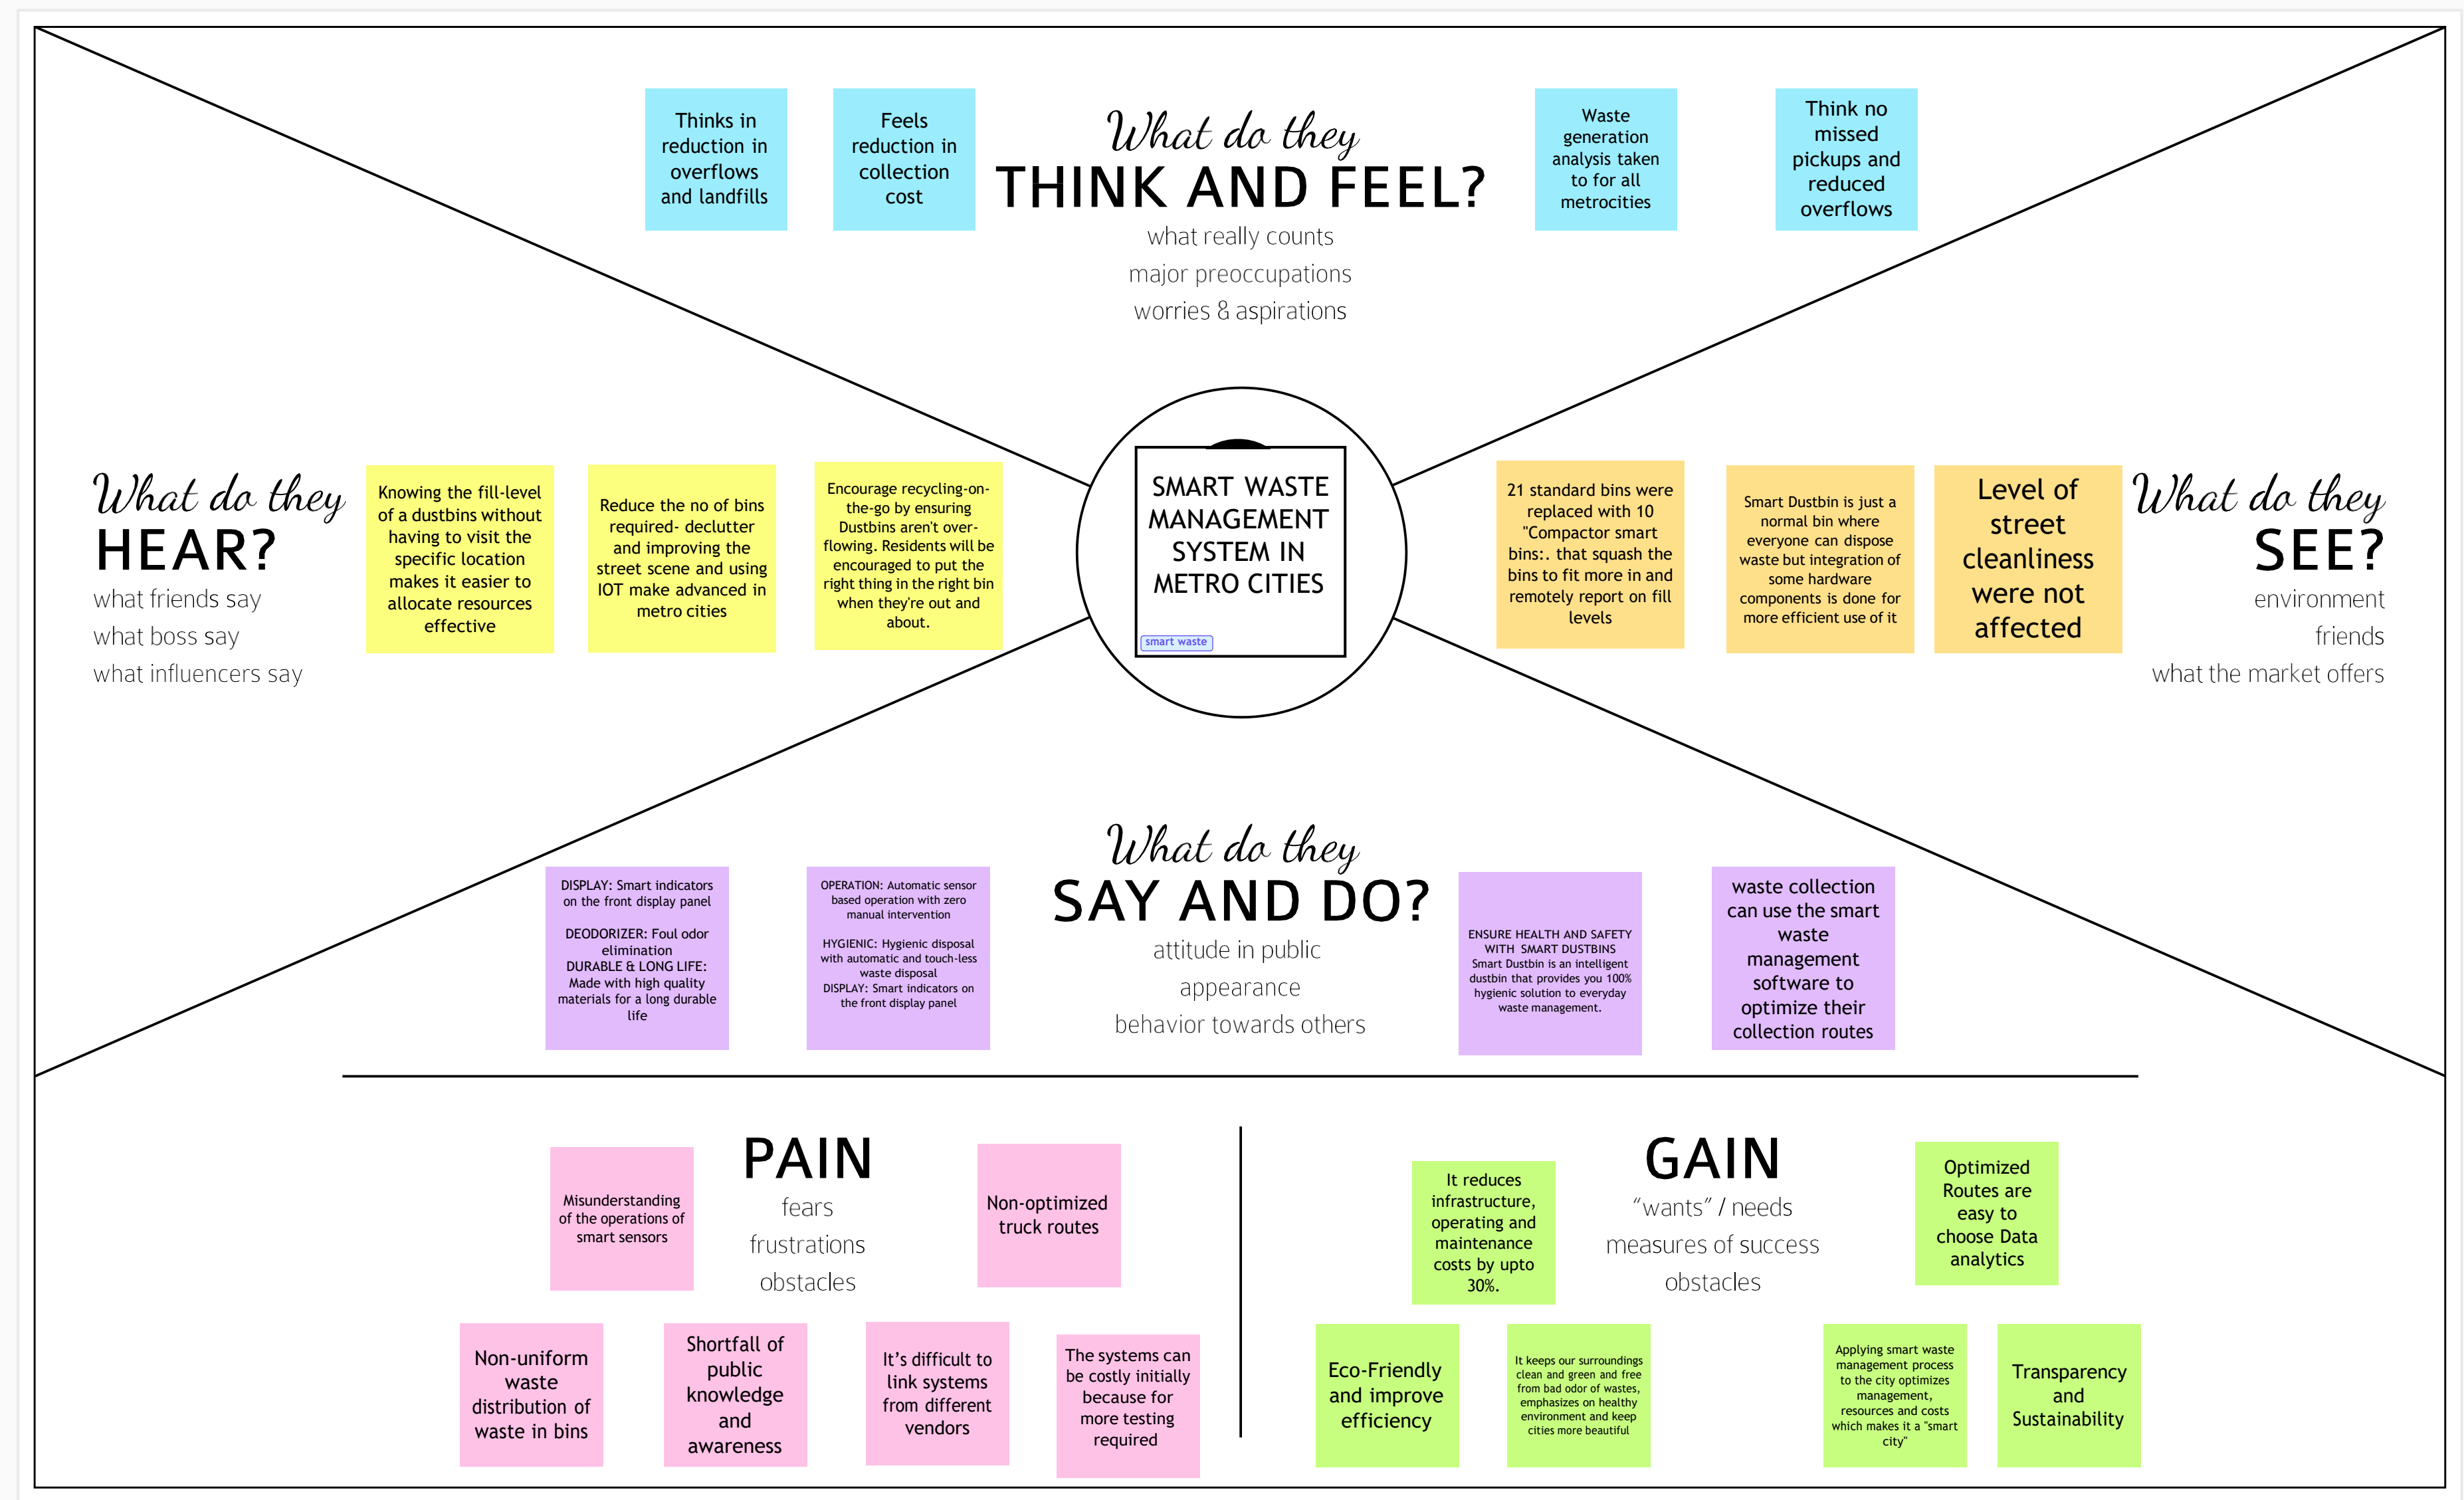 Thinks in
reduction in
overflows
and landfills
Feels
reduction in
collection
cost
What do they
THINK AND FEEL?
what really counts
major preoccupations
worries & aspirations
Waste
generation
analysis taken
to for all
metrocities
Think no
missed
pickups and
reduced
overflows
What do they
HEAR?
what friends say
what boss say
what influencers say
Knowing the fill-level
of a dustbins without
having to visit the
specific location
makes it easier to
allocate resources
effective
Reduce the no of bins
required- declutter
and improving the
street scene and using
IOT make advanced in
metro cities
Encourage recycling-on-
the-go by ensuring
Dustbins aren't over-
flowing. Residents will be
encouraged to put the
right thing in the right bin
when they're out and
about.
SMART WASTE
MANAGEMENT
SYSTEM IN
METRO CITIES
smart waste
21 standard bins were
replaced with 10
"Compactor smart
bins:. that squash the
bins to fit more in and
remotely report on fill
levels
Smart Dustbin is just a
normal bin where
everyone can dispose
waste but integration of
some hardware
components is done for
more efficient use of it
Level of
street
cleanliness
were not
affected
What do they
SEE?
environment
friends
what the market offers
DISPLAY: Smart indicators
on the front display panel
DEODORIZER: Foul odor
elimination
DURABLE & LONG LIFE:
Made with high quality
materials for a long durable
life
OPERATION: Automatic sensor
based operation with zero
manual intervention
HYGIENIC: Hygienic disposal
with automatic and touch-less
waste disposal
DISPLAY: Smart indicators on
the front display panel
What do they
SAY AND DO?
attitude in public
appearance
behavior towards others
ENSURE HEALTH AND SAFETY
WITH SMART DUSTBINS
Smart Dustbin is an intelligent
dustbin that provides you 100%
hygienic solution to everyday
waste management.
waste collection
can use the smart
waste
management
software to
optimize their
collection routes
PAIN
fears
frustrations
obstacles
Misunderstanding
of the operations of
smart sensors
Non-optimized
truck routes
Non-uniform
waste
distribution of
waste in bins
Shortfall of
public
knowledge
and
awareness
It’s difficult to
link systems
from different
vendors
The systems can
be costly initially
because for
more testing
required
GAIN
“wants” / needs
measures of success
obstacles
It reduces
infrastructure,
operating and
maintenance
costs by upto
30%.
Optimized
Routes are
easy to
choose Data
analytics
Eco-Friendly
and improve
efficiency
It keeps our surroundings
clean and green and free
from bad odor of wastes,
emphasizes on healthy
environment and keep
cities more beautiful
Applying smart waste
management process
to the city optimizes
management,
resources and costs
which makes it a "smart
city"
Transparency
and
Sustainability